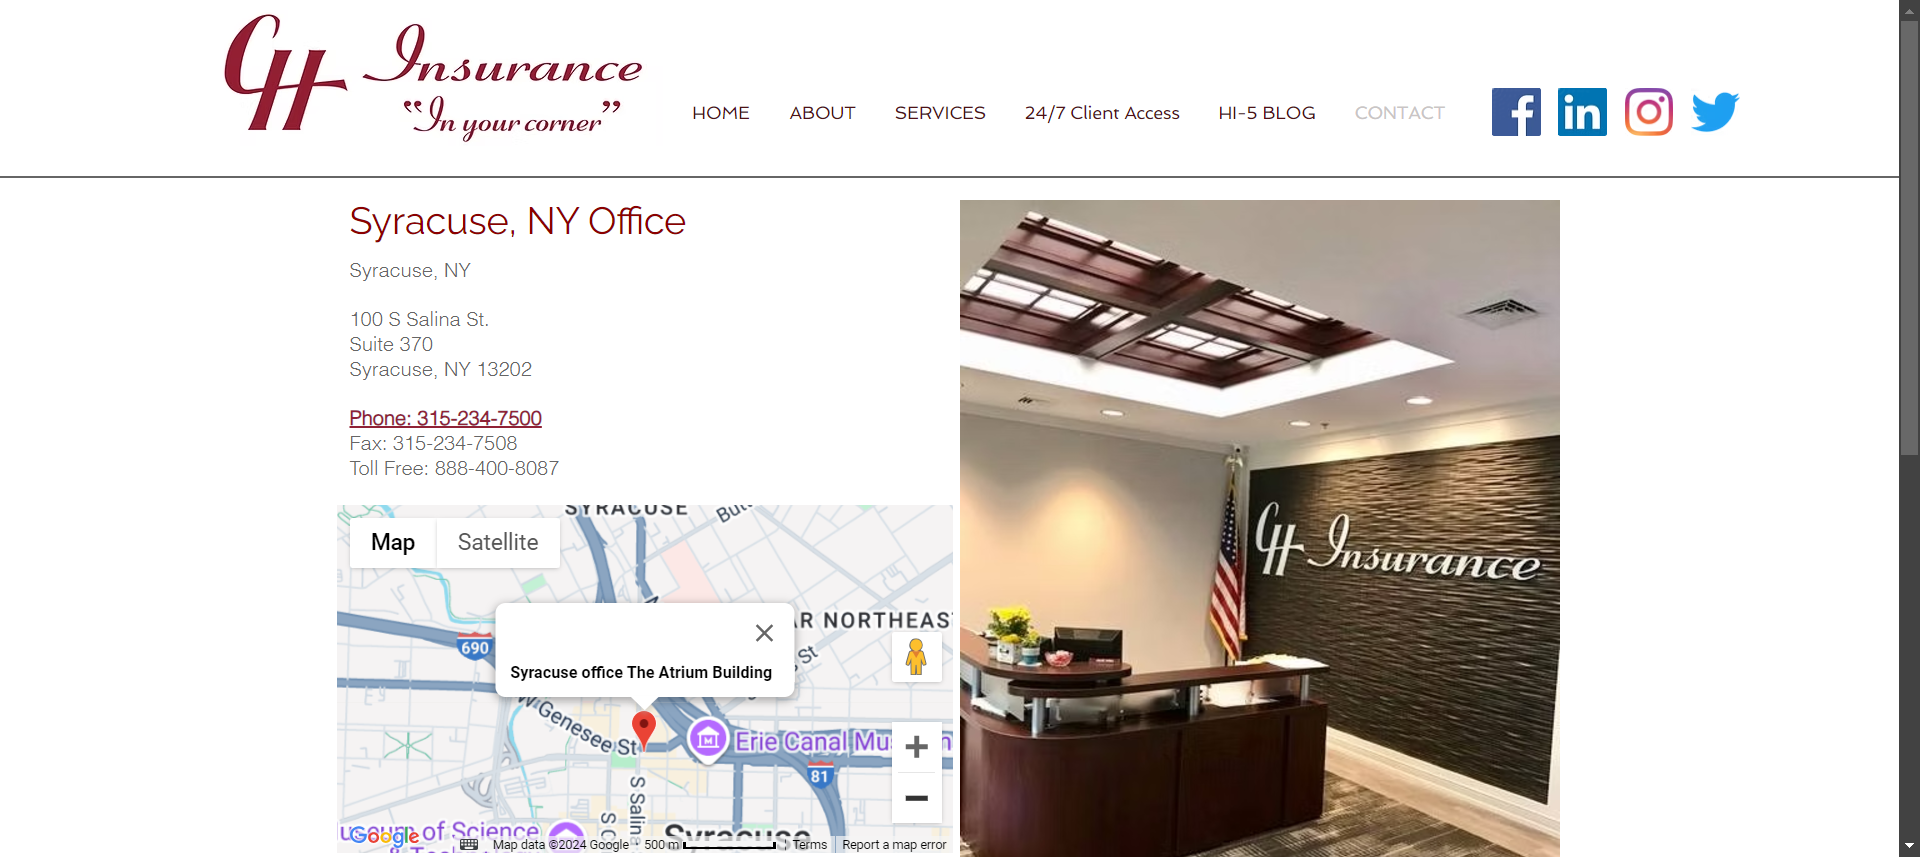 CH Insurance
"In your corner"
HOME
ABOUT
SERVICES
24/7 Client Access
HI-5 BLOG
CONTACT
Syracuse, NY Office
Syracuse, NY
100 S Salina St.
Suite 370
Syracuse, NY 13202
Phone: 315-234-7500
Fax: 315-234-7508
Toll Free: 888-400-8087
CH Insurance
SYRACUSE
Map
Satellite
NORTHEAS
690
Syracuse office The Atrium Building
W Genesee St
Erie Canal Mu
81
S Salina
Syracuse
of Science
Google
Map data ©2024 Google
500 m
Terms
Report a map error